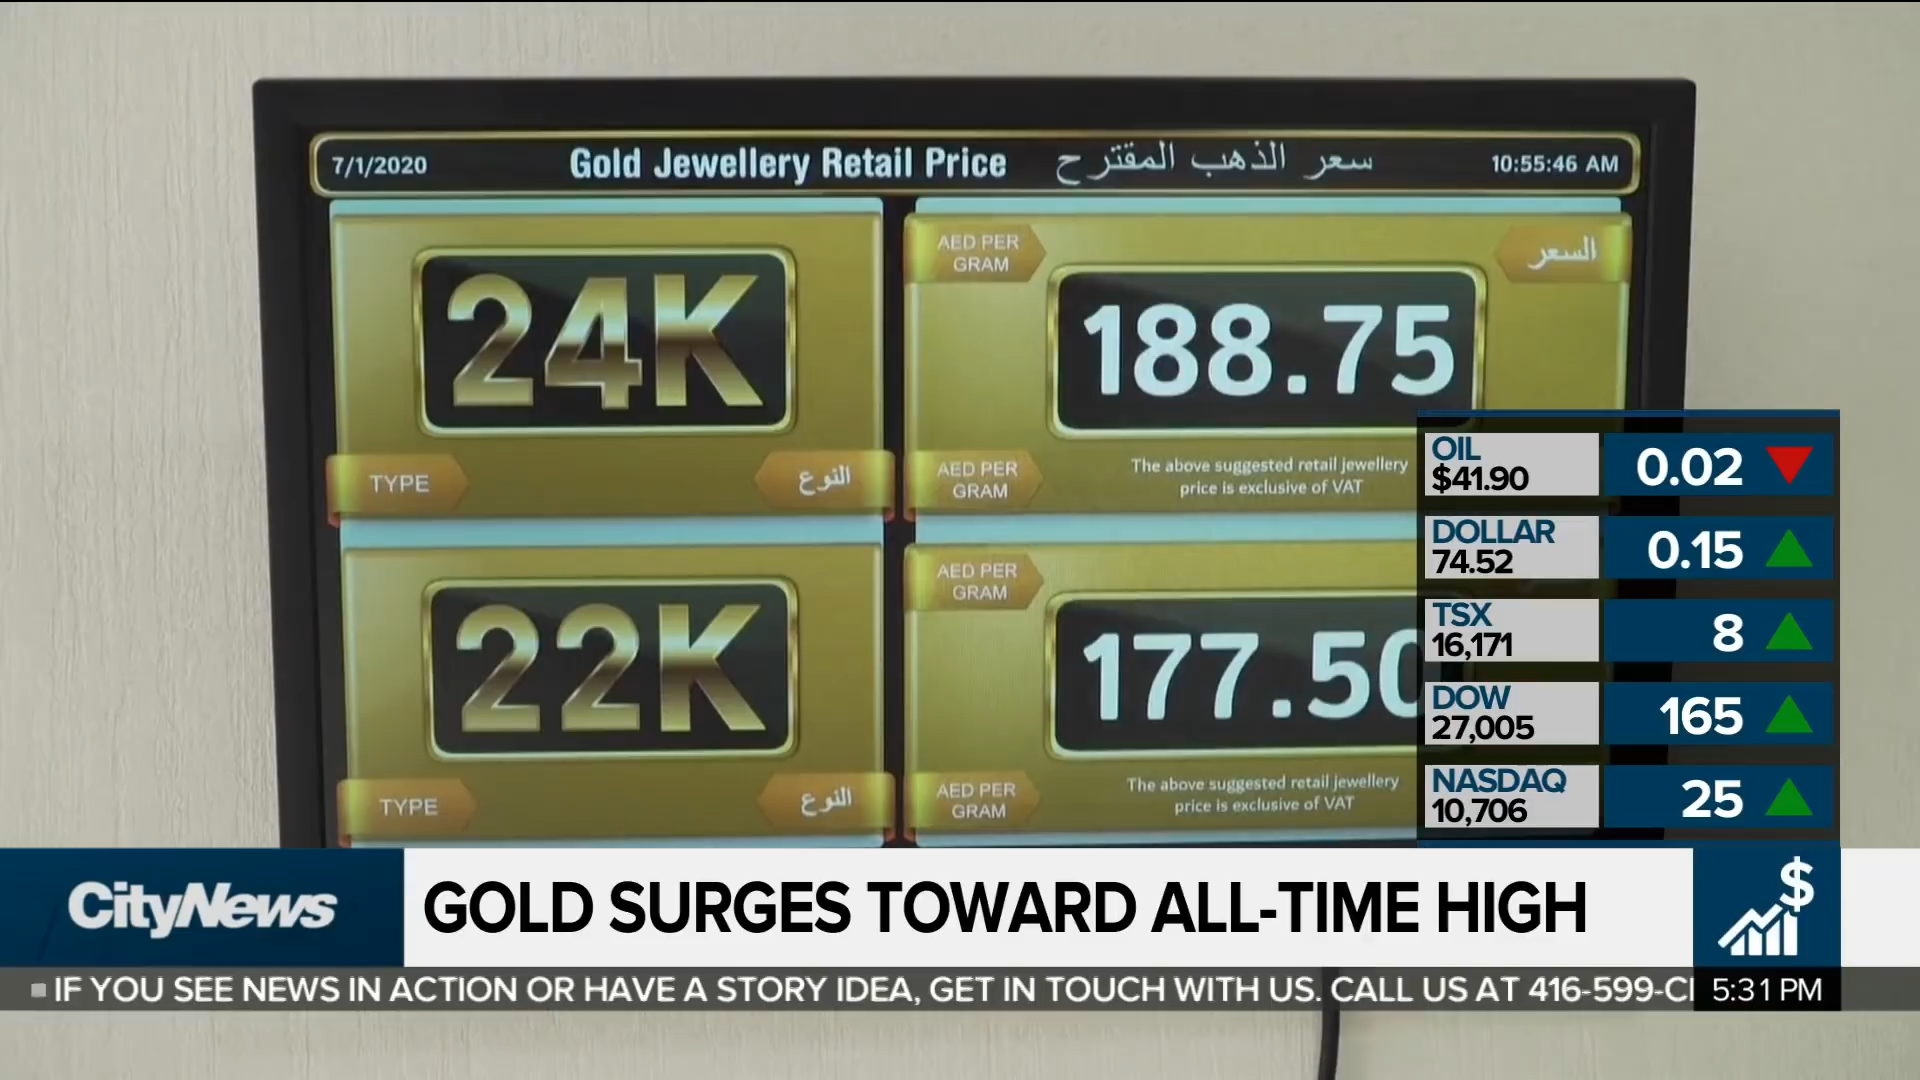 7/1/2020 Gold Jewellery Retail Price سعر الذهب المقترح 10:55:46 AM
24K
AED PER
GRAM
السعر
188.75
TYPE
النوع
AED PER
GRAM
The above suggested retail jewellery
price is exclusive of VAT
22K
AED PER
GRAM
177.50
TYPE
النوع
AED PER
GRAM
The above suggested retail jewellery
price is exclusive of VAT
OIL
$41.90
0.02
DOLLAR
74.52
0.15
TSX
16,171
8
DOW
27,005
165
NASDAQ
10,706
25
CityNews
GOLD SURGES TOWARD ALL-TIME HIGH
$
IF YOU SEE NEWS IN ACTION OR HAVE A STORY IDEA, GET IN TOUCH WITH US. CALL US AT 416-599-
5:31 PM